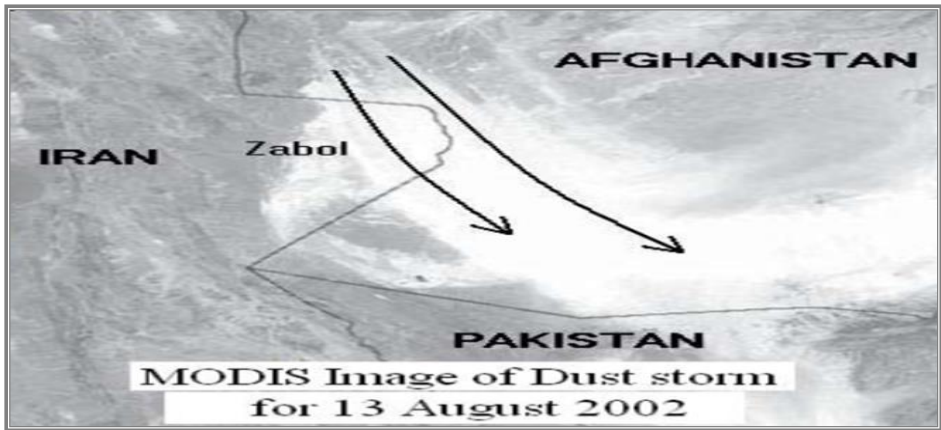 AFGHANISTAN
Zabol
IRAN
PAKISTAN
MODIS Image of Dust storm
for 13 August 2002